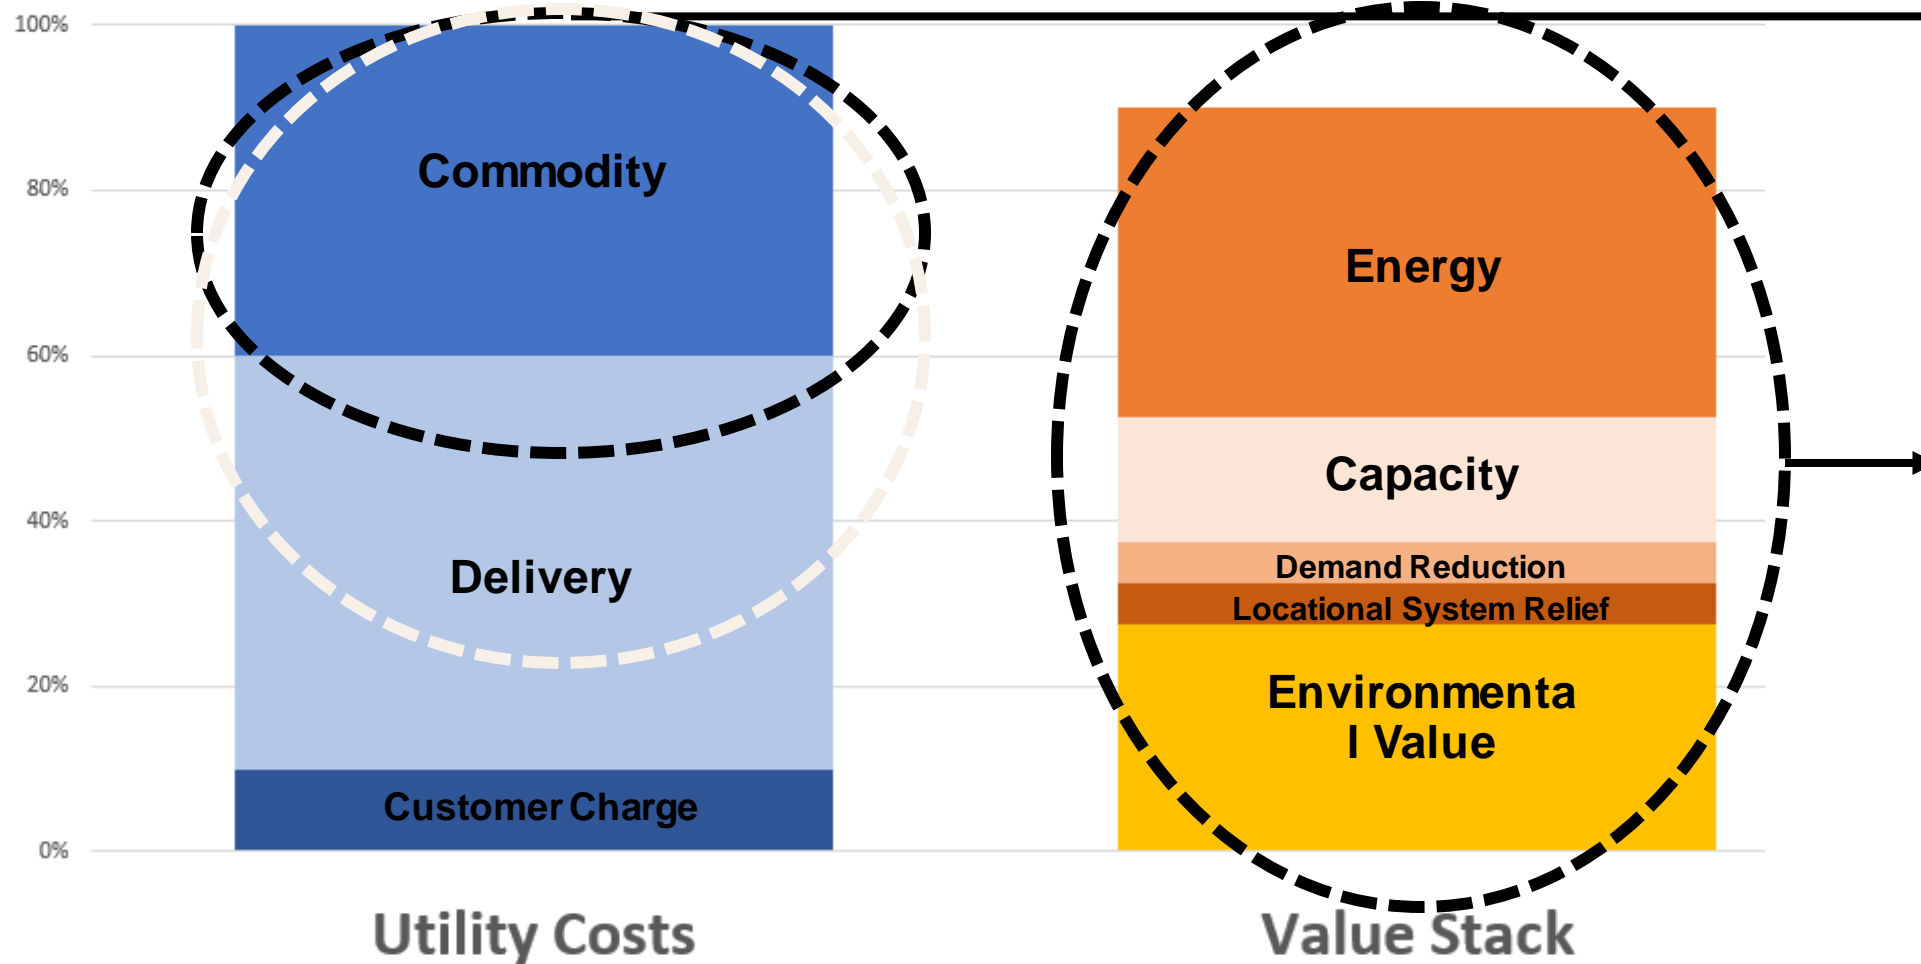 100%
80%
60%
40%
20%
0%
Commodity
Delivery
Customer Charge
Utility Costs
Energy
Capacity
Demand Reduction
Locational System Relief
Environmenta
l Value
Value Stack